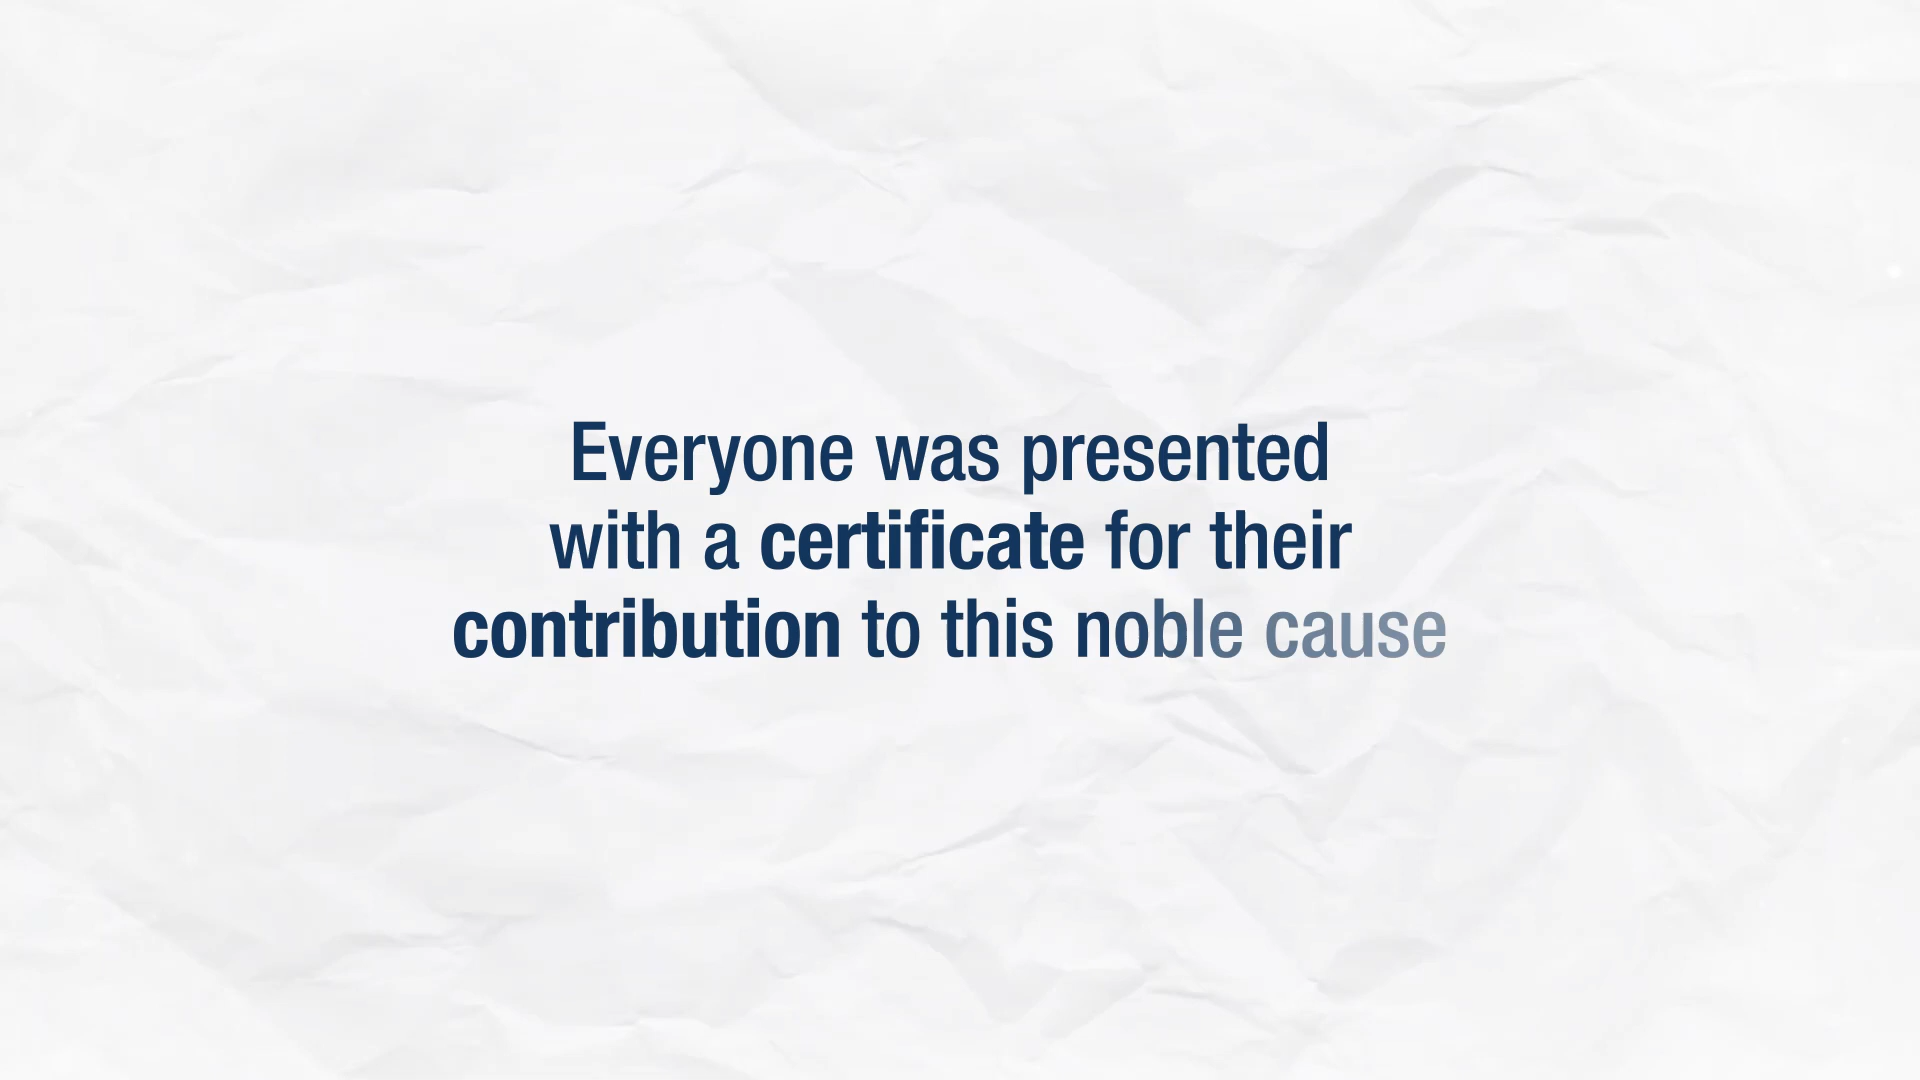 Everyone was presented
with a certificate for their
contribution to this noble cause